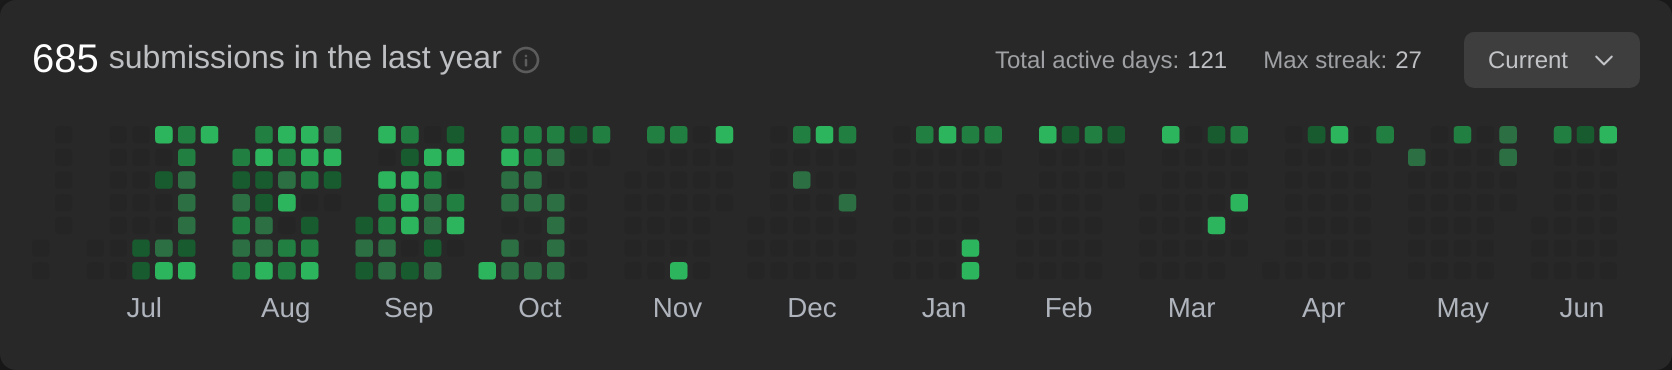 685 submissions in the last year
Total active days: 121 Max streak: 27 Current
Jul Aug Sep Oct Nov Dec Jan Feb Mar Apr May Jun